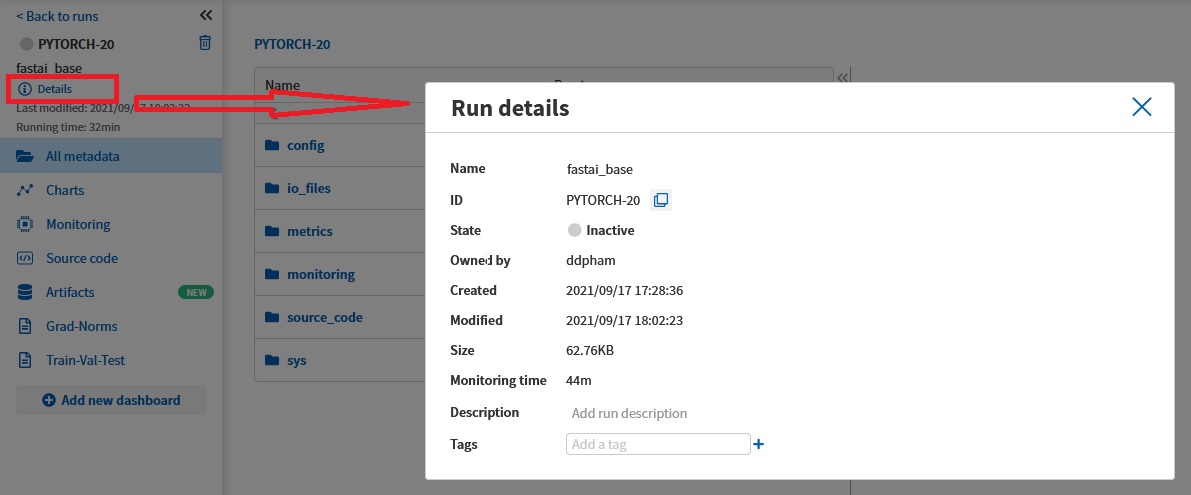 < Back to runs
PYTORCH-20
fastai_base
Details
Last modified: 2021/09/17 18:02:23
Running time: 32min
All metadata
Charts
Monitoring
Source code
Artifacts NEW
Grad-Norms
Train-Val-Test
Add new dashboard
PYTORCH-20
Name
config
io_files
metrics
monitoring
source_code
sys
Run details
Name fastai_base
ID PYTORCH-20
State Inactive
Owned by ddpham
Created 2021/09/17 17:28:36
Modified 2021/09/17 18:02:23
Size 62.76KB
Monitoring time 44m
Description Add run description
Tags Add a tag